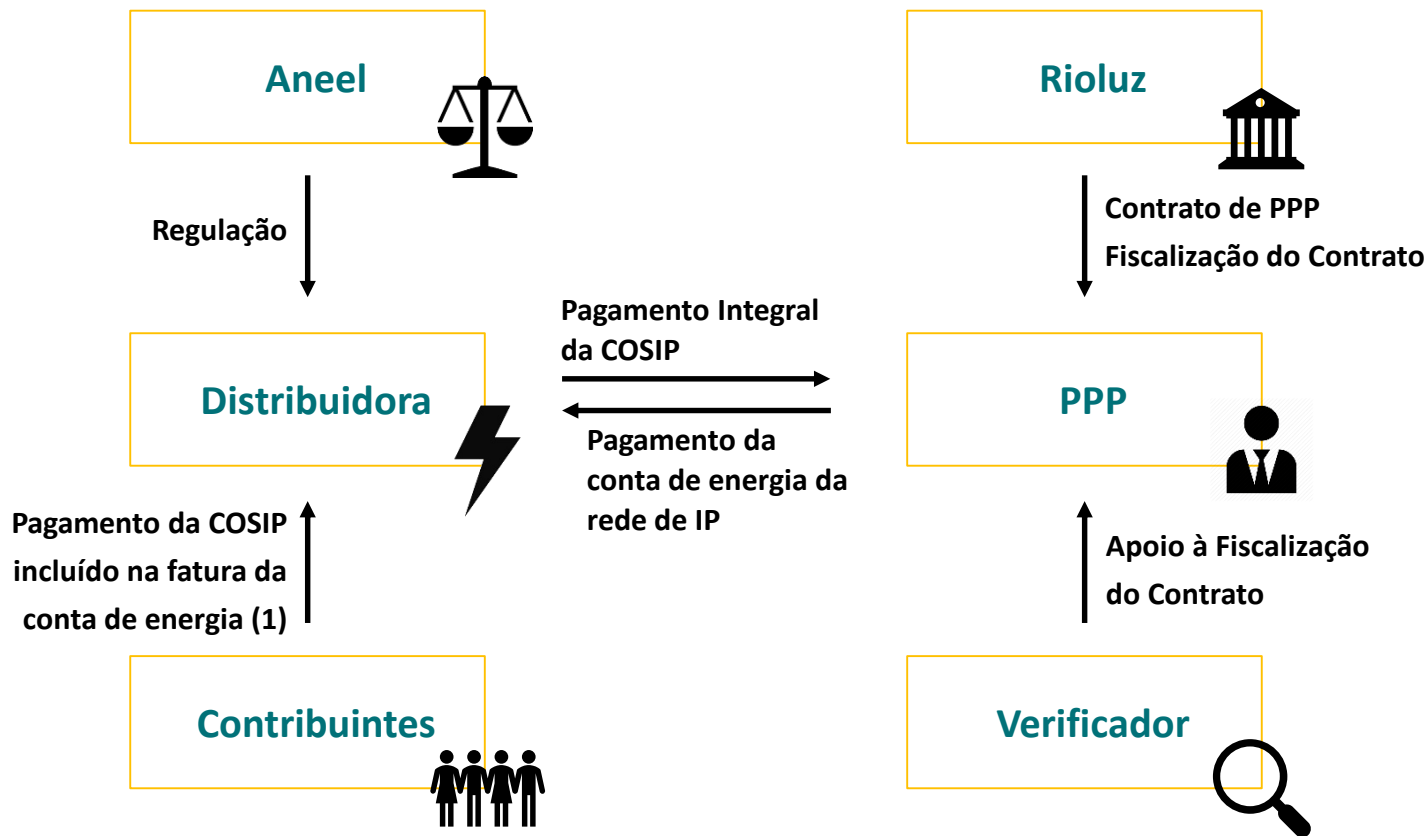 Aneel
Rioluz
Regulação
Contrato de PPP
Fiscalização do Contrato
Pagamento Integral
da COSIP
Distribuidora
PPP
Pagamento da
conta de energia da
rede de IP
Pagamento da COSIP
incluído na fatura da
conta de energia (1)
Apoio à Fiscalização
do Contrato
Contribuintes
Verificador